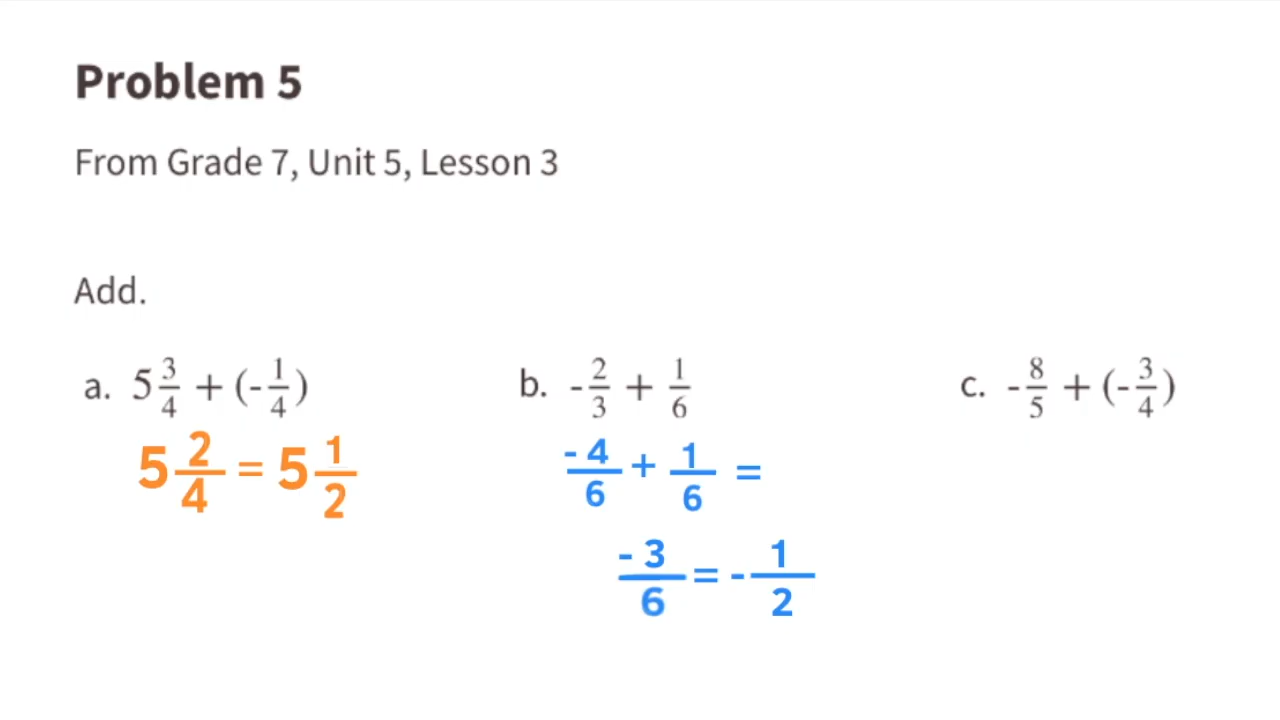 Problem 5
From Grade 7, Unit 5, Lesson 3
Add.
a. 5 3/4 + (-1/4)
5 2/4 = 5 1/2
b. -2/3 + 1/6
-4/6 + 1/6 =
-3/6 = -1/2
c. -8/5 + (-3/4)